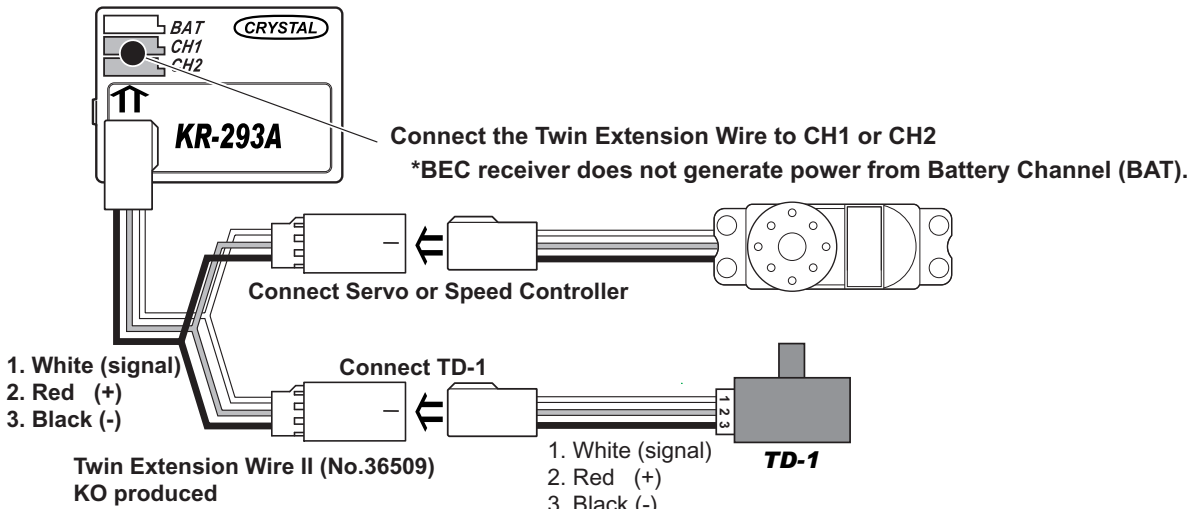 BAT
CRYSTAL
CH1
CH2
KR-293A
Connect the Twin Extension Wire to CH1 or CH2
*BEC receiver does not generate power from Battery Channel (BAT).
Connect Servo or Speed Controller
1. White (signal)
2. Red (+)
3. Black (-)
Connect TD-1
1
2
3
1. White (signal)
2. Red (+)
3. Black (-)
TD-1
Twin Extension Wire II (No.36509)
KO produced